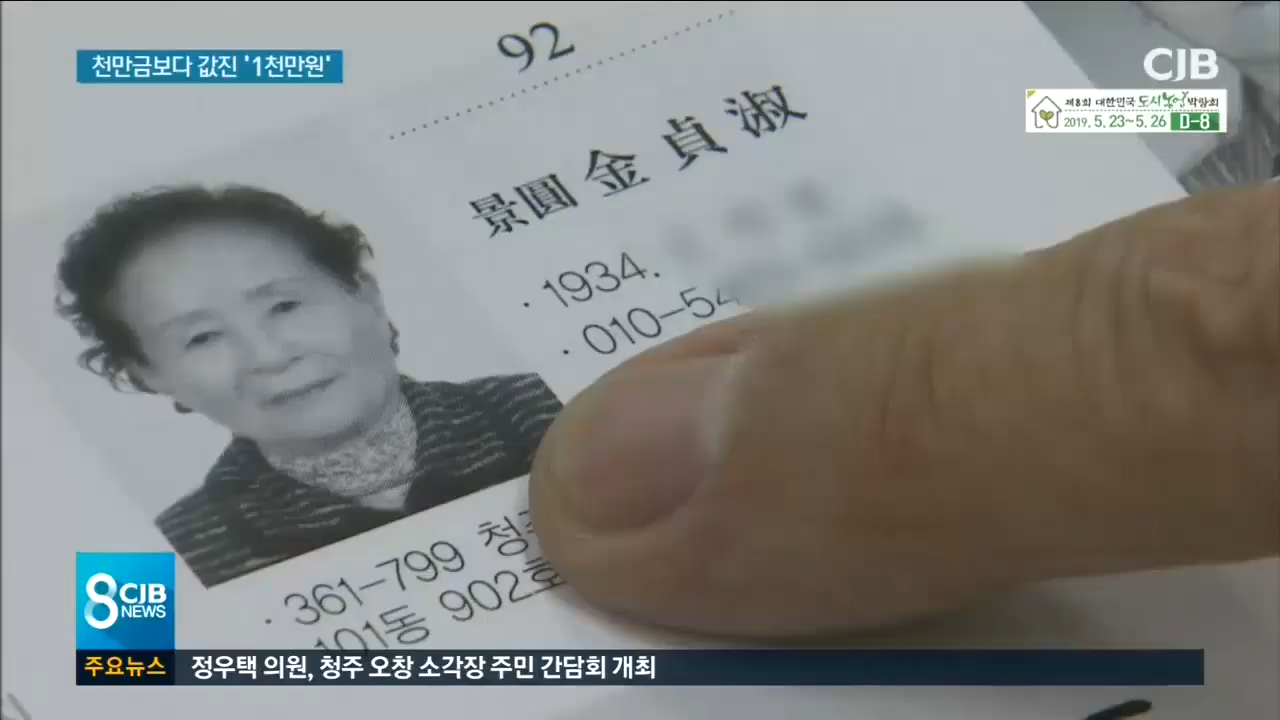 천만금보다 값진 '1천만원'
CJB
제8회 대한민국 도시농업박람회
2019. 5. 23~5. 26 D-8
92
景圓 金貞淑
· 1934.
· 010-54
· 361-799 청
101동 902호
8 CJB
NEWS
주요뉴스 정우택 의원, 청주 오창 소각장 주민 간담회 개최